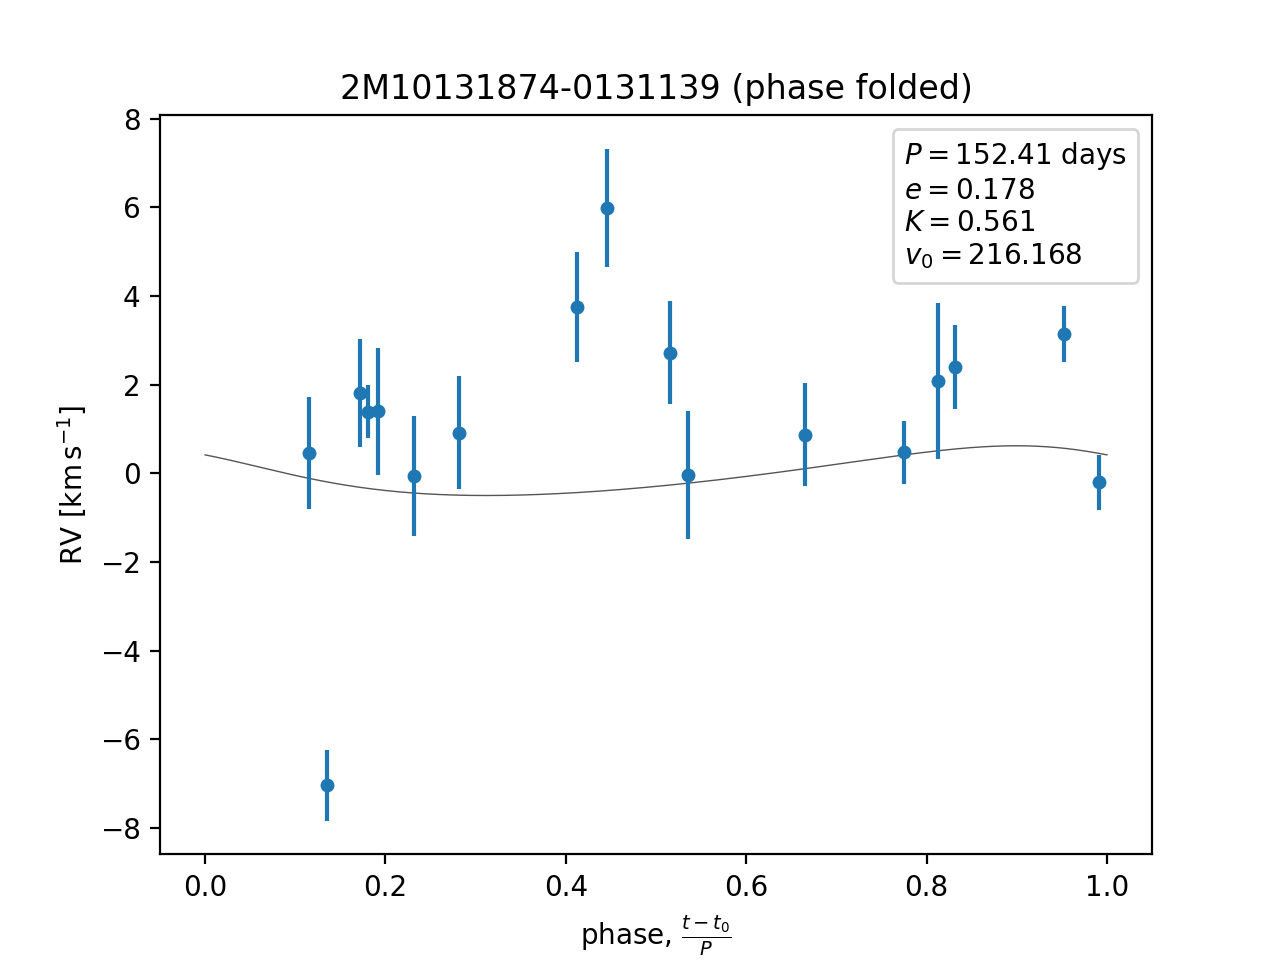 2M10131874-0131139 (phase folded)
P = 152.41 days
e = 0.178
K = 0.561
v₀ = 216.168
8
6
4
2
0
−2
−4
−6
−8
RV [km s⁻¹]
0.0 0.2 0.4 0.6 0.8 1.0
phase, (t − t₀)/P